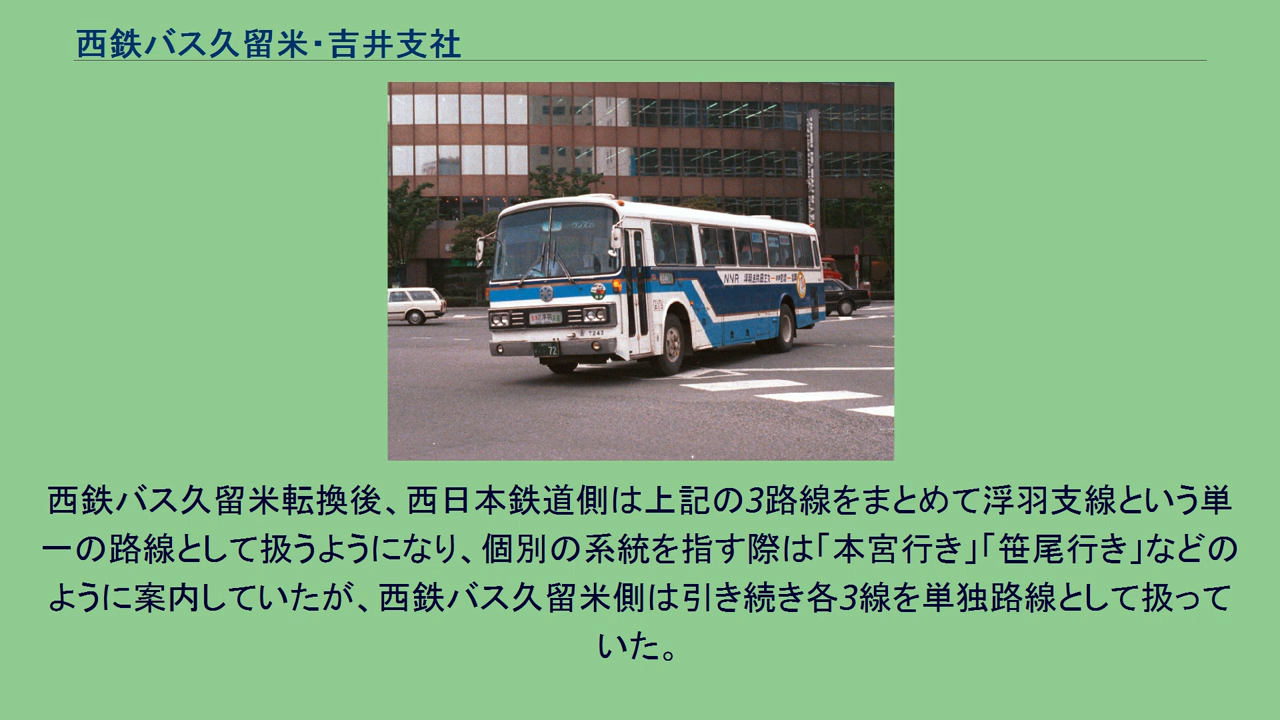 西鉄バス久留米・吉井支社
NNR
7243
72
西鉄バス久留米転換後、西日本鉄道側は上記の3路線をまとめて浮羽支線という単
一の路線として扱うようになり、個別の系統を指す際は「本宮行き」「笹尾行き」などの
ように案内していたが、西鉄バス久留米側は引き続き各3線を単独路線として扱って
いた。